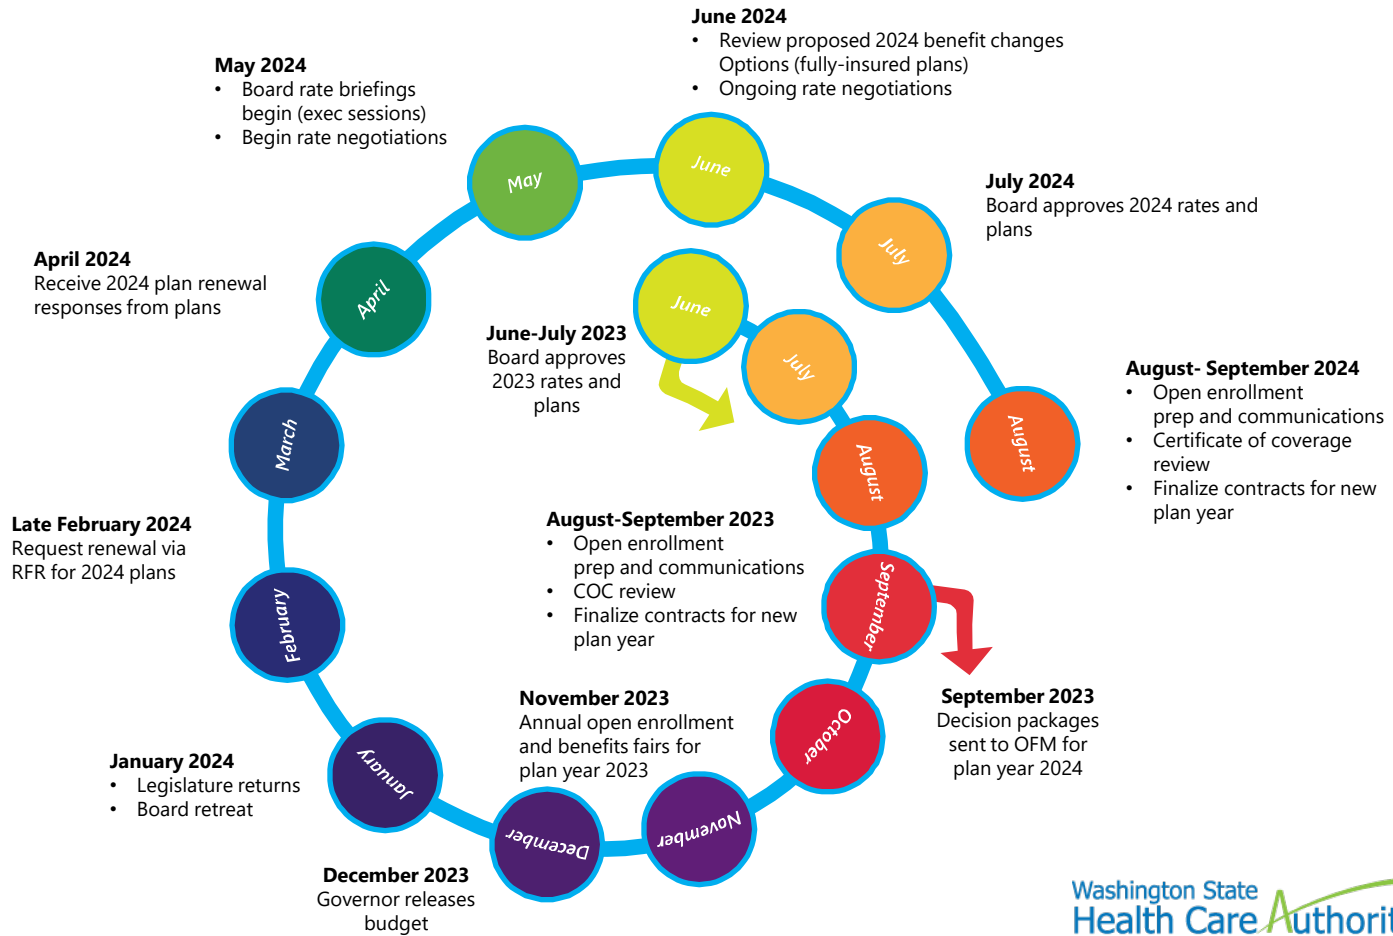 June 2024
• Review proposed 2024 benefit changes
Options (fully-insured plans)
• Ongoing rate negotiations
May 2024
• Board rate briefings
begin (exec sessions)
• Begin rate negotiations
May
June
July 2024
Board approves 2024 rates and
plans
July
April 2024
Receive 2024 plan renewal
responses from plans
April
June
June-July 2023
Board approves
2023 rates and
plans
July
August- September 2024
• Open enrollment
prep and communications
• Certificate of coverage
review
• Finalize contracts for new
plan year
August
March
August
Late February 2024
Request renewal via
RFR for 2024 plans
August-September 2023
• Open enrollment
prep and communications
• COC review
• Finalize contracts for new
plan year
September
February
September 2023
Decision packages
sent to OFM for
plan year 2024
November 2023
Annual open enrollment
and benefits fairs for
plan year 2023
October
January 2024
• Legislature returns
• Board retreat
January
November
December
December 2023
Governor releases
budget
Washington State
Health Care Authorit